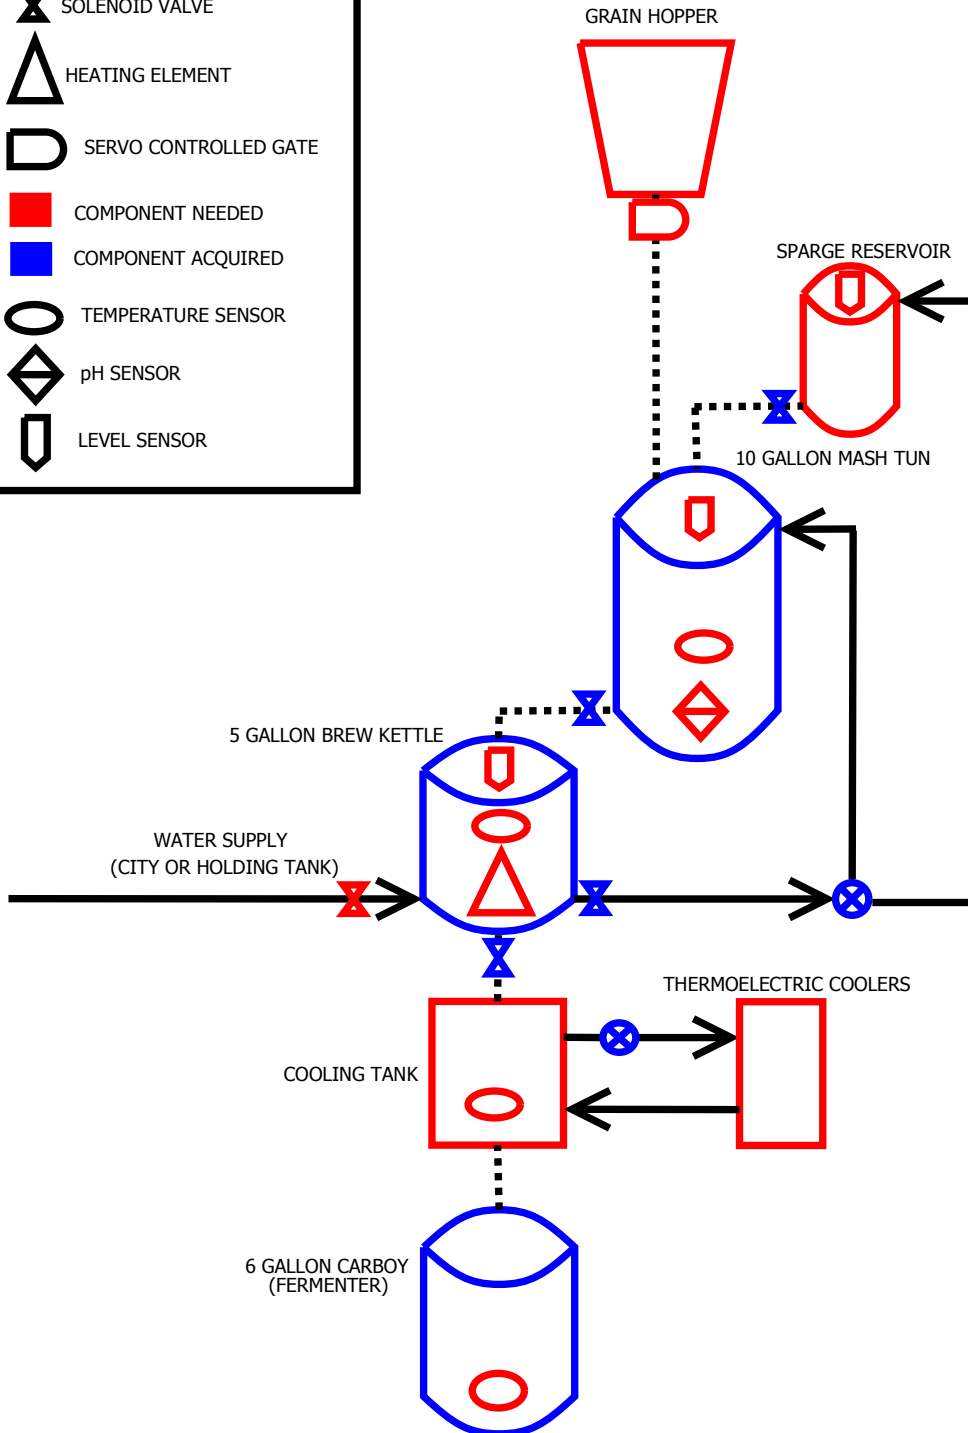 SOLENOID VALVE
HEATING ELEMENT
SERVO CONTROLLED GATE
COMPONENT NEEDED
COMPONENT ACQUIRED
TEMPERATURE SENSOR
pH SENSOR
LEVEL SENSOR
GRAIN HOPPER
SPARGE RESERVOIR
10 GALLON MASH TUN
5 GALLON BREW KETTLE
WATER SUPPLY
(CITY OR HOLDING TANK)
THERMOELECTRIC COOLERS
COOLING TANK
6 GALLON CARBOY
(FERMENTER)